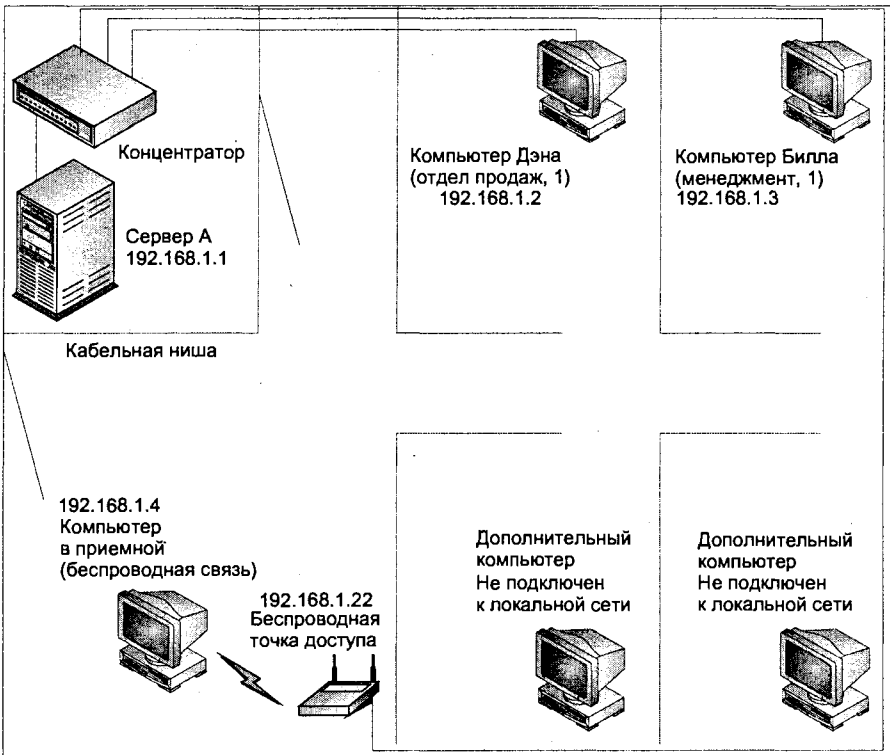 Концентратор
Сервер А
192.168.1.1
Кабельная ниша
Компьютер Дэна
(отдел продаж, 1)
192.168.1.2
Компьютер Билла
(менеджмент, 1)
192.168.1.3
192.168.1.4
Компьютер
в приемной
(беспроводная связь)
192.168.1.22
Беспроводная
точка доступа
Дополнительный
компьютер
Не подключен
к локальной сети
Дополнительный
компьютер
Не подключен
к локальной сети